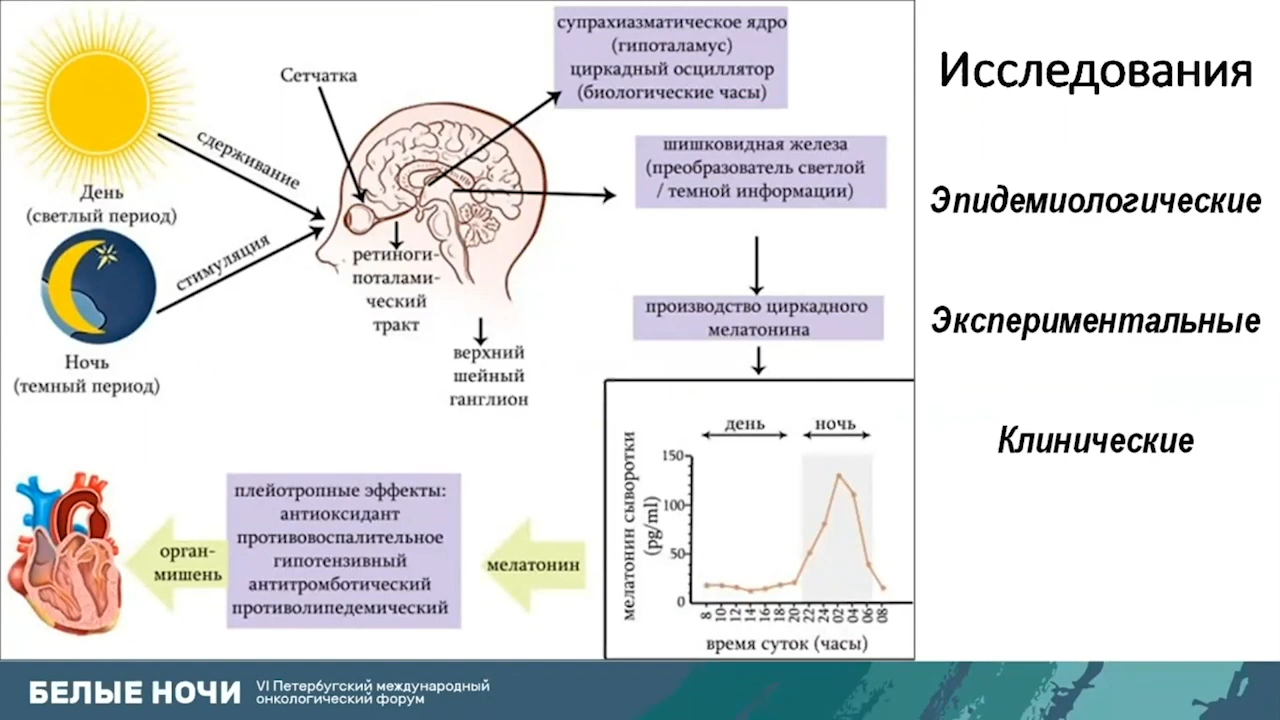 супрахиазматическое ядро
(гипоталамус)
циркадный осциллятор
(биологические часы)
Исследования
Сетчатка
сдерживание
шишковидная железа
(преобразователь светлой
/ темной информации)
День
(светлый период)
Эпидемиологические
стимуляция
ретиноги-
поталами-
ческий
тракт
производство циркадного
мелатонина
Экспериментальные
Ночь
(темный период)
верхний
шейный
ганглион
день
ночь
Клинические
мелатонин сыворотки
(pg/ml)
150
100
50
0
8 10 12 14 16 18 20 22 24 02 04 06 08
время суток (часы)
плейотропные эффекты:
антиоксидант
противовоспалительное
гипотензивный
антитромботический
противолипедемический
орган-
мишень
мелатонин
БЕЛЫЕ НОЧИ
VI Петербургский международный
онкологический форум